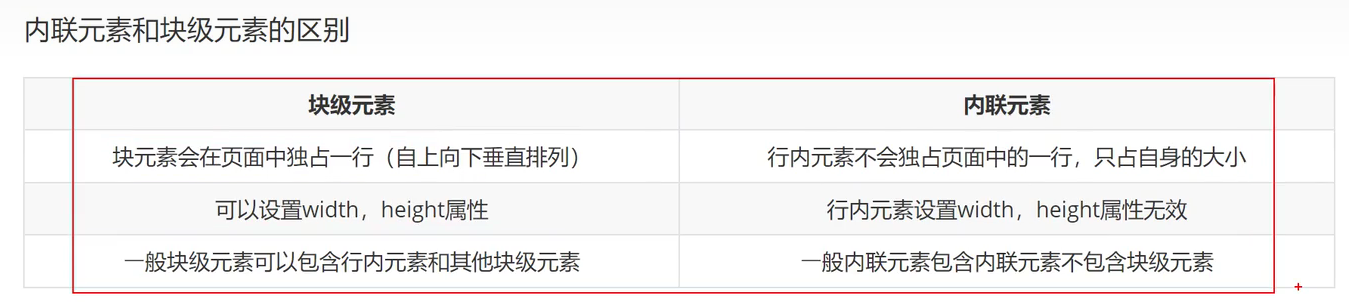 内联元素和块级元素的区别
块级元素 内联元素
块元素会在页面中独占一行（自上向下垂直排列） 行内元素不会独占页面中的一行，只占自身的大小
可以设置width，height属性 行内元素设置width，height属性无效
一般块级元素可以包含行内元素和其他块级元素 一般内联元素包含内联元素不包含块级元素